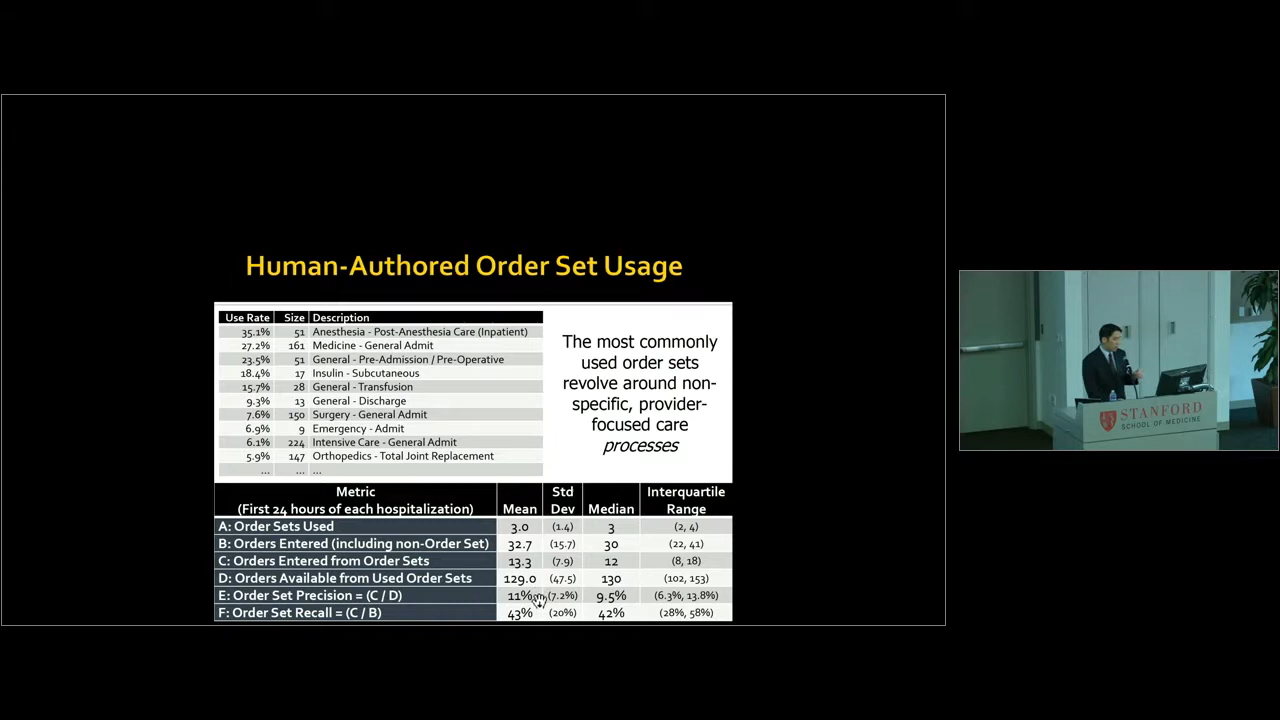 Human-Authored Order Set Usage
Use Rate Size Description
35.1% 51 Anesthesia - Post-Anesthesia Care (Inpatient)
27.2% 161 Medicine - General Admit
23.5% 51 General - Pre-Admission / Pre-Operative
18.4% 17 Insulin - Subcutaneous
15.7% 28 General - Transfusion
9.3% 13 General - Discharge
7.6% 150 Surgery - General Admit
6.9% 9 Emergency - Admit
6.1% 224 Intensive Care - General Admit
5.9% 147 Orthopedics - Total Joint Replacement
... ... ...
The most commonly
used order sets
revolve around non-
specific, provider-
focused care
processes
Metric
(First 24 hours of each hospitalization) Mean Std Dev Median Interquartile Range
A: Order Sets Used 3.0 (1.4) 3 (2, 4)
B: Orders Entered (including non-Order Set) 32.7 (15.7) 30 (22, 41)
C: Orders Entered from Order Sets 13.3 (7.9) 12 (8, 18)
D: Orders Available from Used Order Sets 129.0 (47.5) 130 (102, 153)
E: Order Set Precision = (C / D) 11% (7.2%) 9.5% (6.3%, 13.8%)
F: Order Set Recall = (C / B) 43% (20%) 42% (28%, 58%)
STANFORD
SCHOOL OF MEDICINE